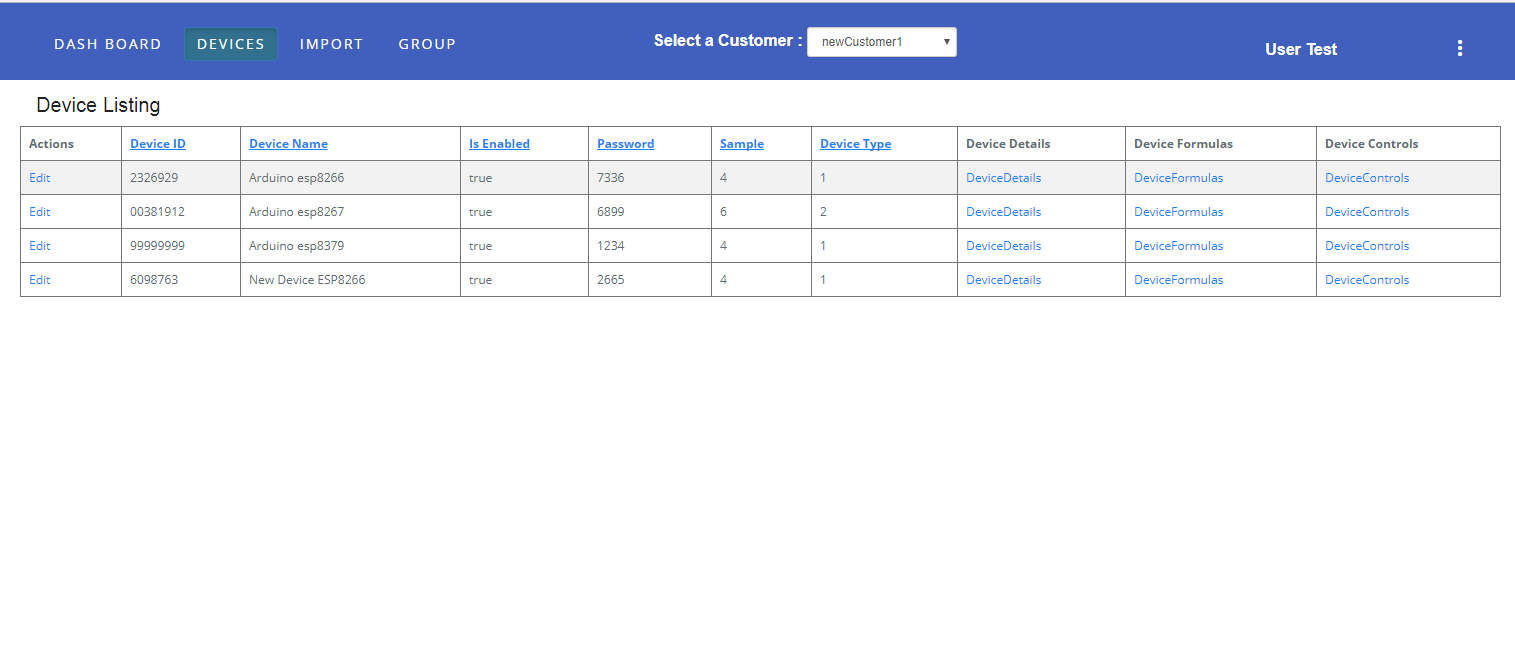 DASH BOARD DEVICES IMPORT GROUP Select a Customer : newCustomer1 User Test
Device Listing
Actions Device ID Device Name Is Enabled Password Sample Device Type Device Details Device Formulas Device Controls
Edit 2326929 Arduino esp8266 true 7336 4 1 DeviceDetails DeviceFormulas DeviceControls
Edit 00381912 Arduino esp8267 true 6899 6 2 DeviceDetails DeviceFormulas DeviceControls
Edit 99999999 Arduino esp8379 true 1234 4 1 DeviceDetails DeviceFormulas DeviceControls
Edit 6098763 New Device ESP8266 true 2665 4 1 DeviceDetails DeviceFormulas DeviceControls